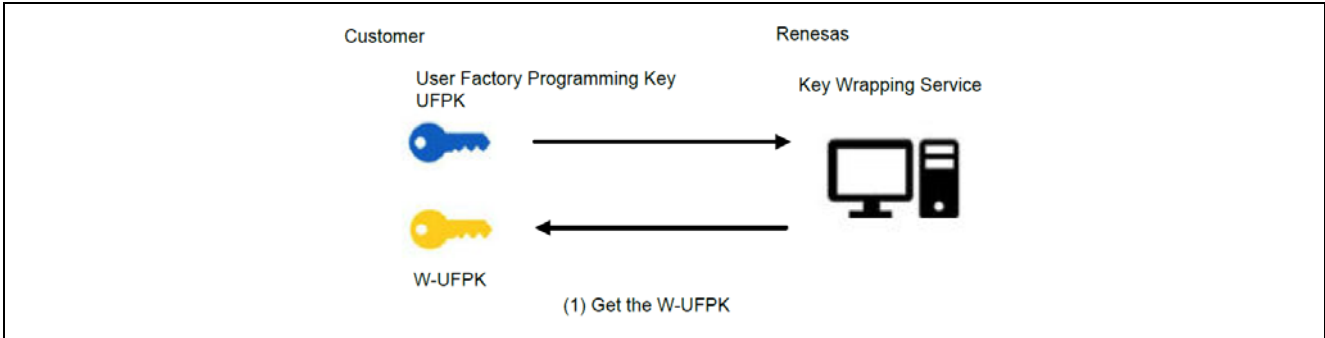 Customer
Renesas
User Factory Programming Key
UFPK
Key Wrapping Service
W-UFPK
(1) Get the W-UFPK